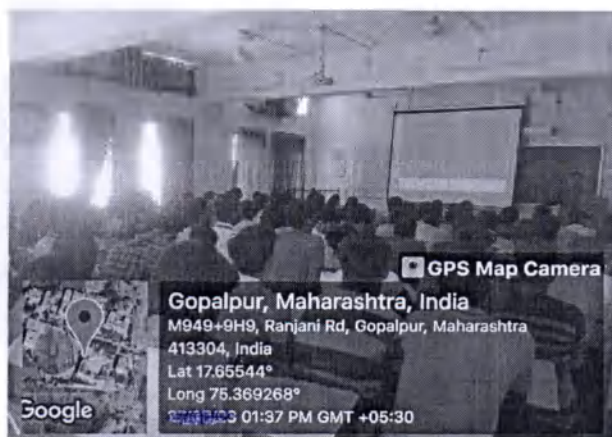 GPS Map Camera
Gopalpur, Maharashtra, India
M949+9H9, Ranjani Rd, Gopalpur, Maharashtra
413304, India
Lat 17.65544°
Long 75.369268°
01:37 PM GMT +05:30
Google